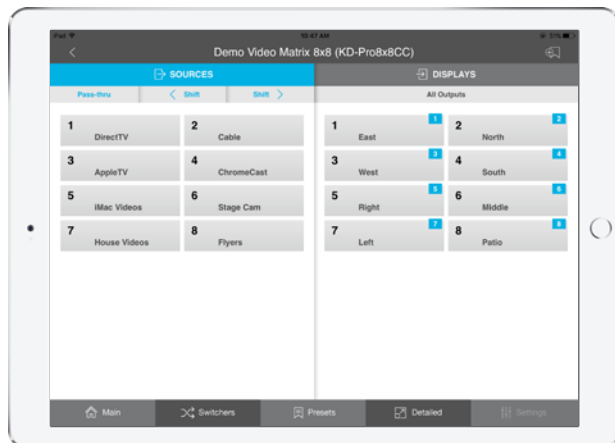 iPad
10:47 AM
51%
Demo Video Matrix 8x8 (KD-Pro8x8CC)
SOURCES
DISPLAYS
Pass-thru
Shift
Shift
All Outputs
1 DirectTV
2 Cable
3 AppleTV
4 ChromeCast
5 iMac Videos
6 Stage Cam
7 House Videos
8 Flyers
1 East 1
2 North 2
3 West 3
4 South 4
5 Right 5
6 Middle 6
7 Left 7
8 Patio 8
Main
Switchers
Presets
Detailed
Settings